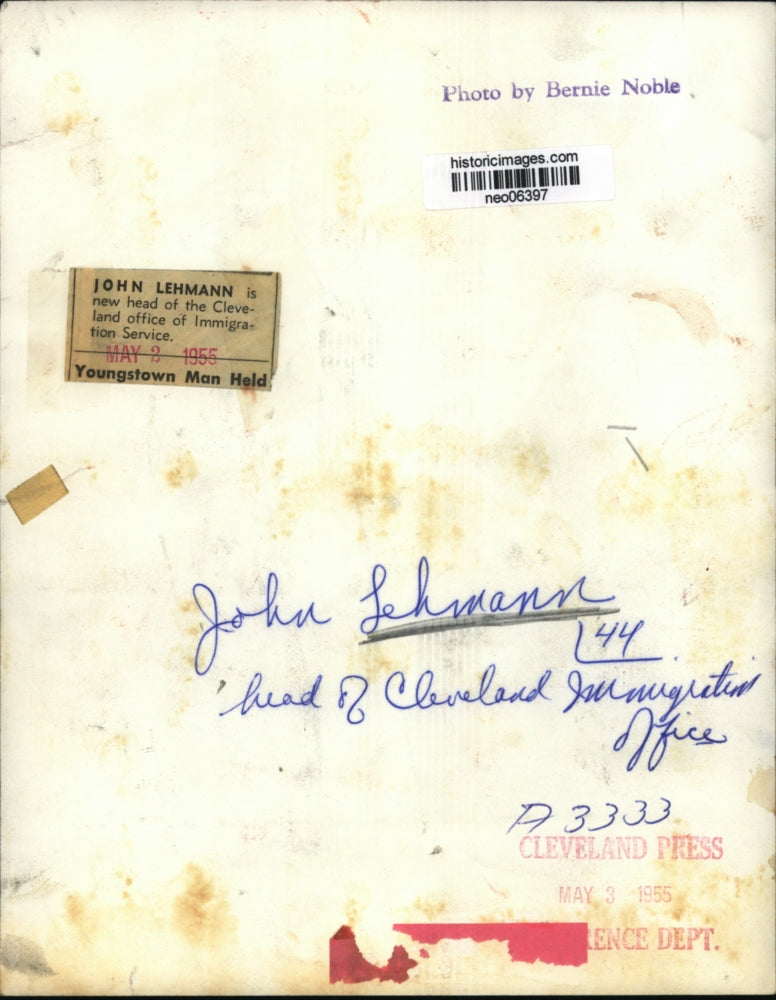 Photo by Bernie Noble
historicimages.com
neo06397
JOHN LEHMANN is
new head of the Cleve-
land office of Immigra-
tion Service.
MAY 2 1955
Youngstown Man Held
John Lehmann
44
head of Cleveland Immigration
Office
A 3333
CLEVELAND PRESS
MAY 3 1955
RENCE DEPT.